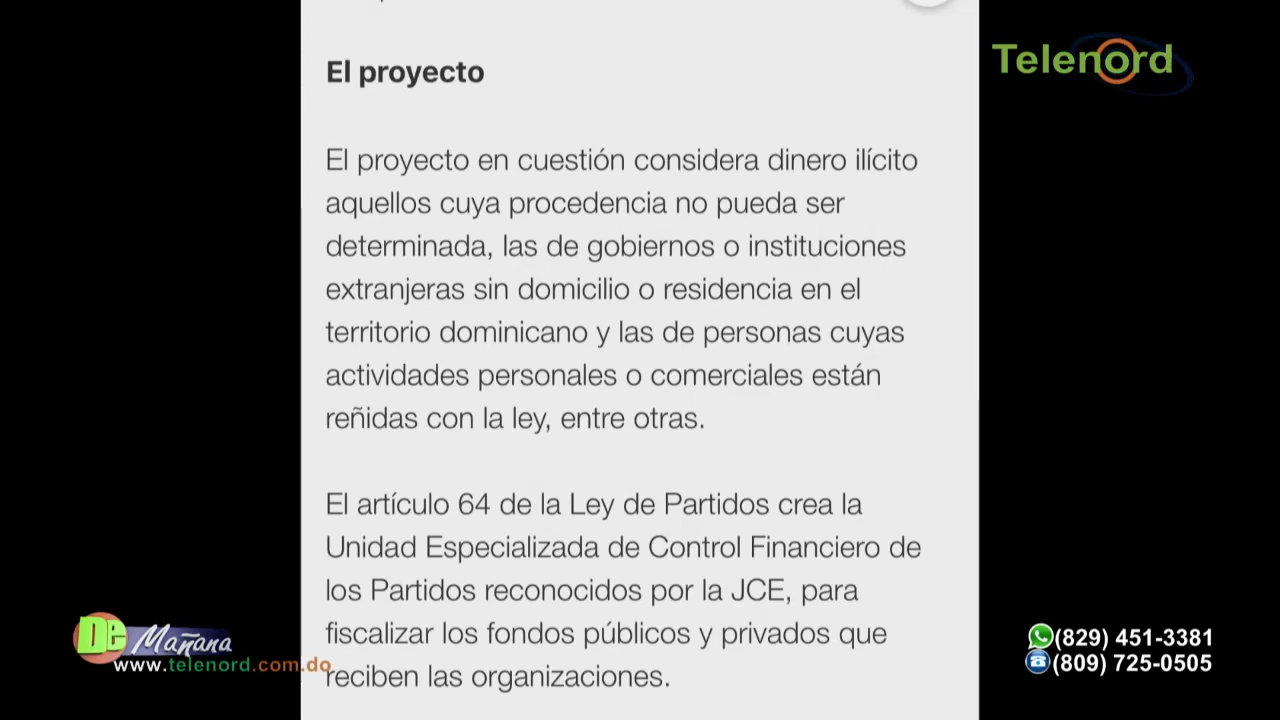 El proyecto
Telenord
El proyecto en cuestión considera dinero ilícito
aquellos cuya procedencia no pueda ser
determinada, las de gobiernos o instituciones
extranjeras sin domicilio o residencia en el
territorio dominicano y las de personas cuyas
actividades personales o comerciales están
reñidas con la ley, entre otras.
El artículo 64 de la Ley de Partidos crea la
Unidad Especializada de Control Financiero de
los Partidos reconocidos por la JCE, para
fiscalizar los fondos públicos y privados que
reciben las organizaciones.
De Mañana
www.telenord.com.do
(829) 451-3381
(809) 725-0505